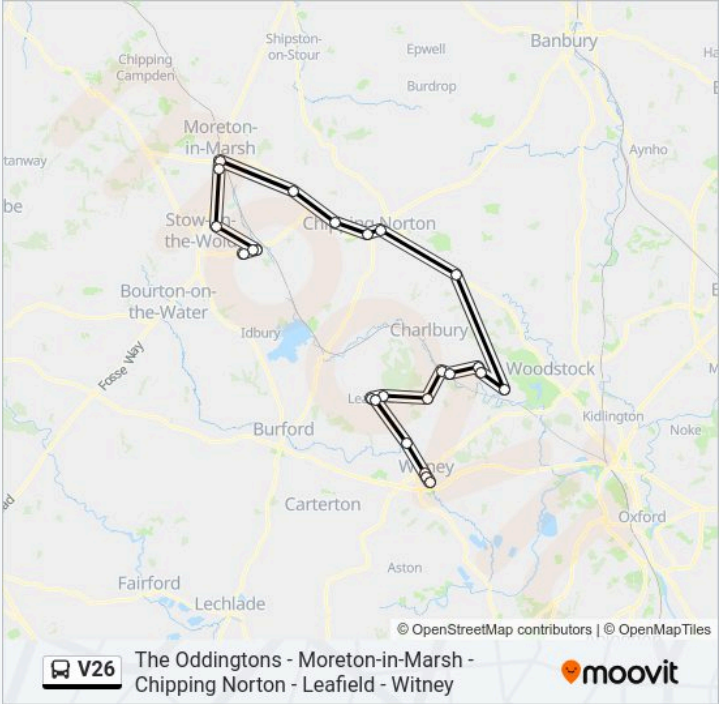 Shipston-
on-Stour
Epwell
Banbury
Chipping
Campden
Burdrop
Moreton-
in-Marsh
Aynho
tanway
be
Chipping Norton
Stow-on-
the-Wold
Bourton-on-
the-Water
Idbury
Charlbury
Fosse Way
Woodstock
Lea
Kidlington
Noke
Burford
Witney
Carterton
Oxford
Aston
Fairford
Lechlade
© OpenStreetMap contributors | © OpenMapTiles
V26
The Oddingtons - Moreton-in-Marsh -
Chipping Norton - Leafield - Witney
moovit